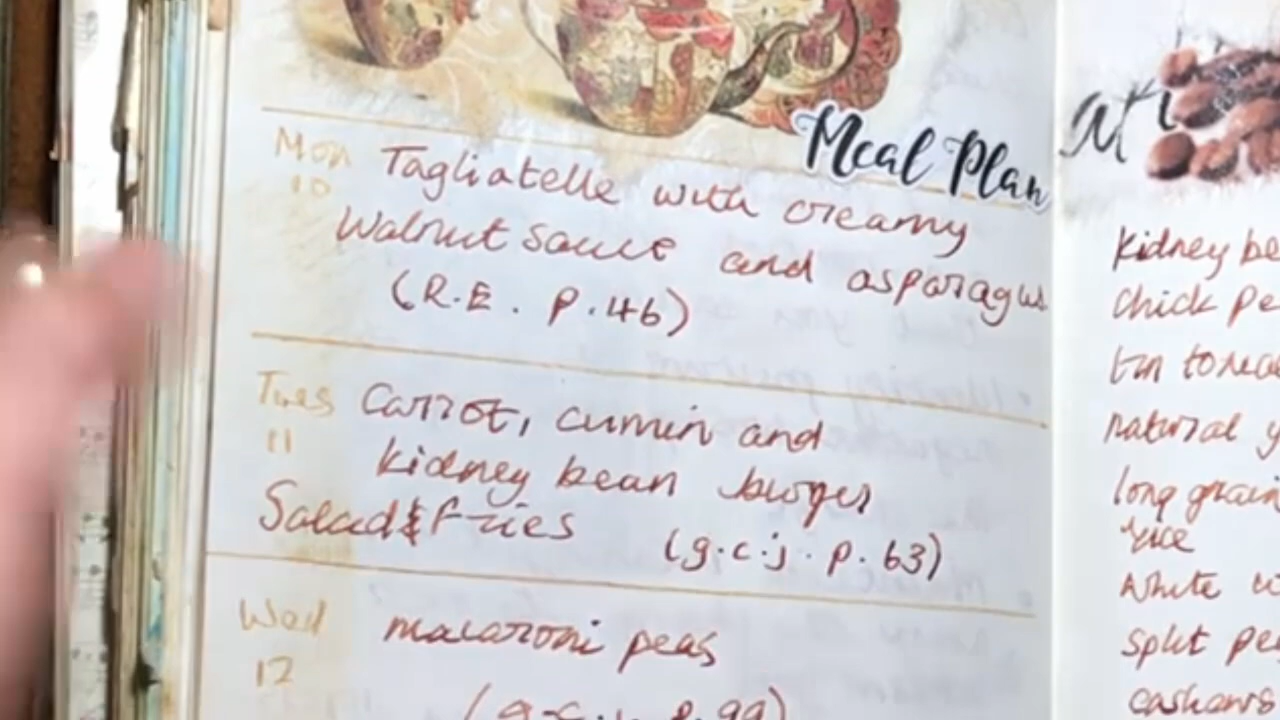 Meal Plan
Mon Tagliatelle with creamy
10
Walnut sauce and asparagus
(R.E. p.46)
Tues Carrot, cumin and
11 kidney bean burger
Salad & fries (g.c.j. p.63)
Wed macaroni peas
12
(g.c.j. p.99)
kidney be
chick pe
tin
natural y
long grain
rice
white
split pe
cashews